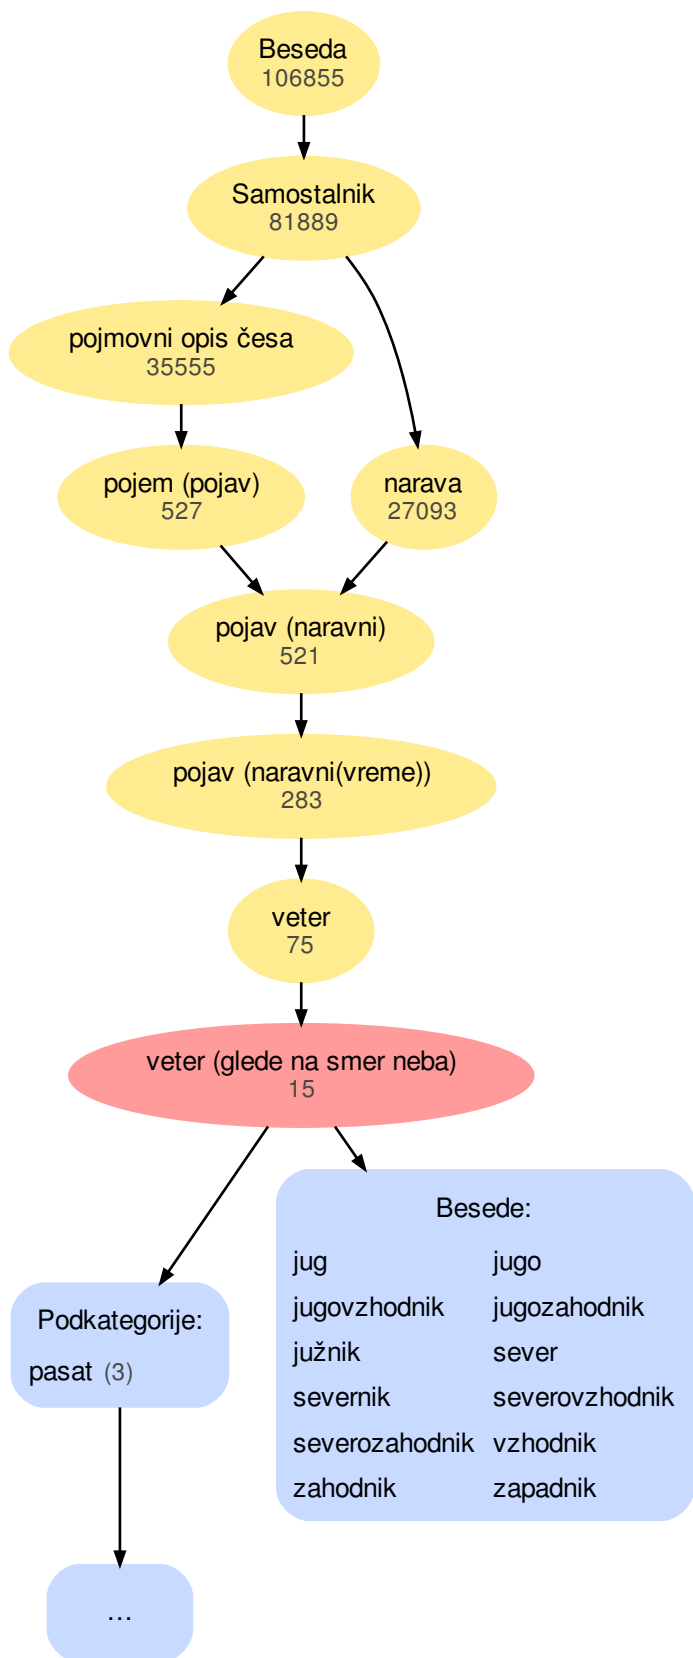 Beseda
106855
Samostalnik
81889
pojmovni opis česa
35555
pojem (pojav)
527
narava
27093
pojav (naravni)
521
pojav (naravni(vreme))
283
veter
75
veter (glede na smer neba)
15
Besede:
jug jugo
jugovzhodnik jugozahodnik
južnik sever
severnik severovzhodnik
severozahodnik vzhodnik
zahodnik zapadnik
Podkategorije:
pasat (3)
...